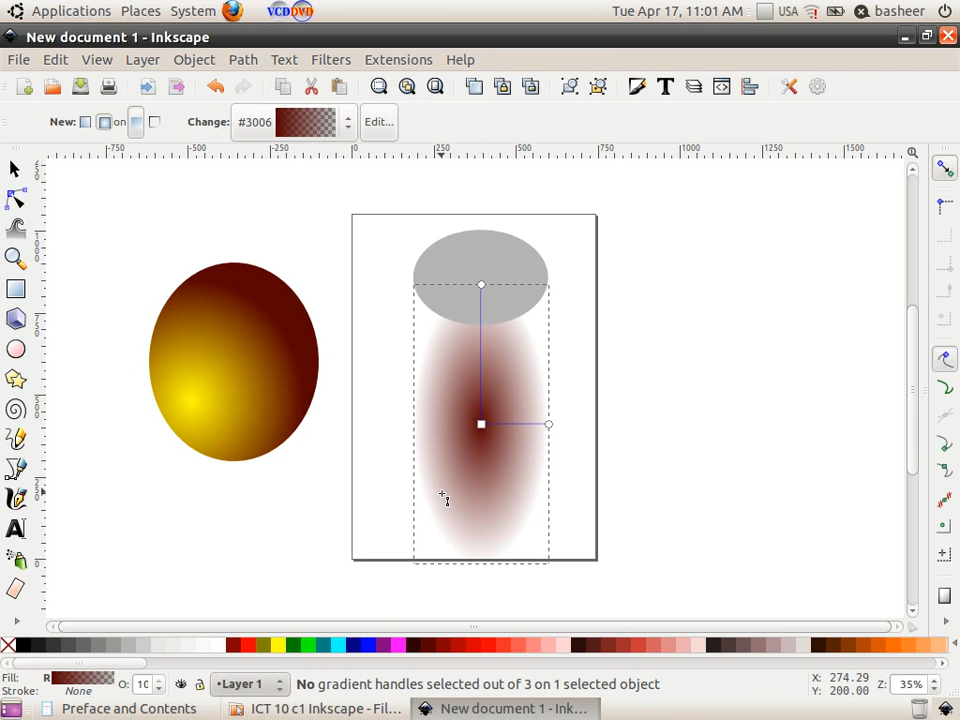 Applications Places System VCDDVD Tue Apr 17, 11:01 AM USA basheer
New document 1 - Inkscape
File Edit View Layer Object Path Text Filters Extensions Help
New: on Change: #3006 Edit...
-750 -500 -250 0 250 500 750 1000 1250 1500
Fill: R O: 10 •Layer 1 No gradient handles selected out of 3 on 1 selected object X: 274.29 Z: 35%
Stroke: None Y: 200.00
Preface and Contents ICT 10 c1 Inkscape - Fil... New document 1 - Ink...